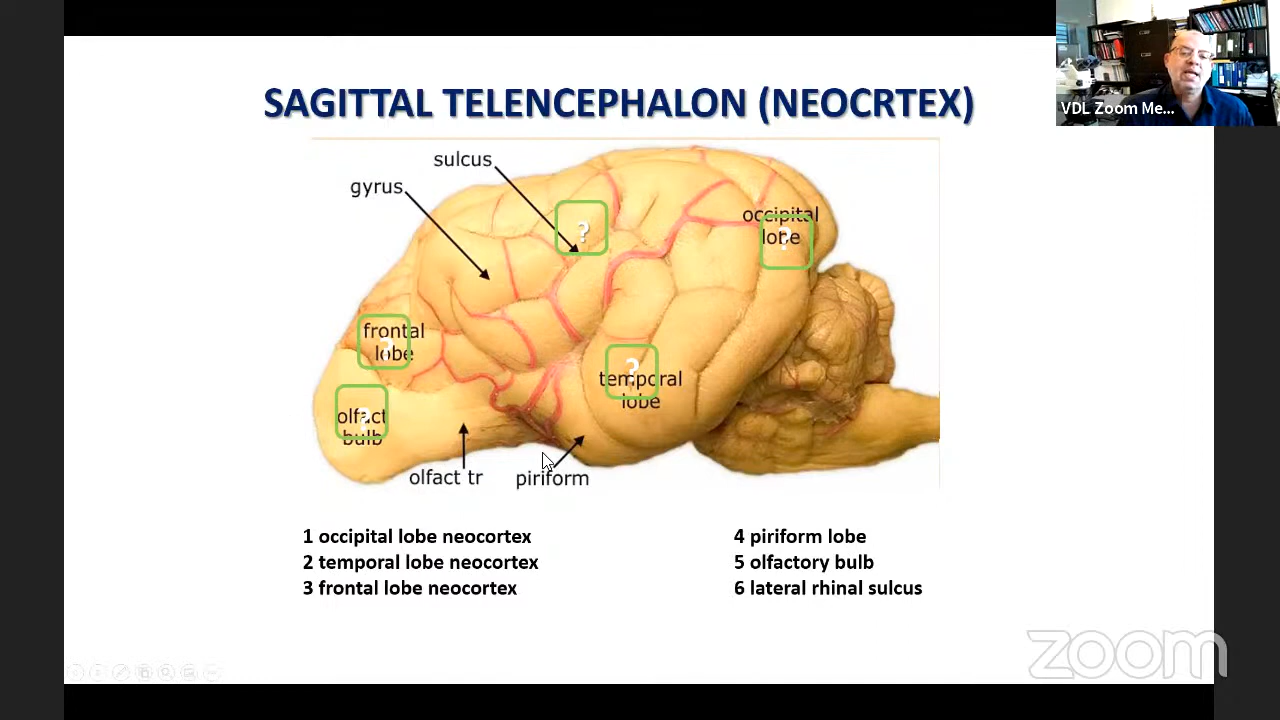 VDL Zoom Me...
SAGITTAL TELENCEPHALON (NEOCRTEX)
sulcus
gyrus
?
occipital
lobe
?
frontal
lobe
?
?
temporal
lobe
olfact
bulb
?
olfact tr
piriform
1 occipital lobe neocortex
2 temporal lobe neocortex
3 frontal lobe neocortex
4 piriform lobe
5 olfactory bulb
6 lateral rhinal sulcus
zoom